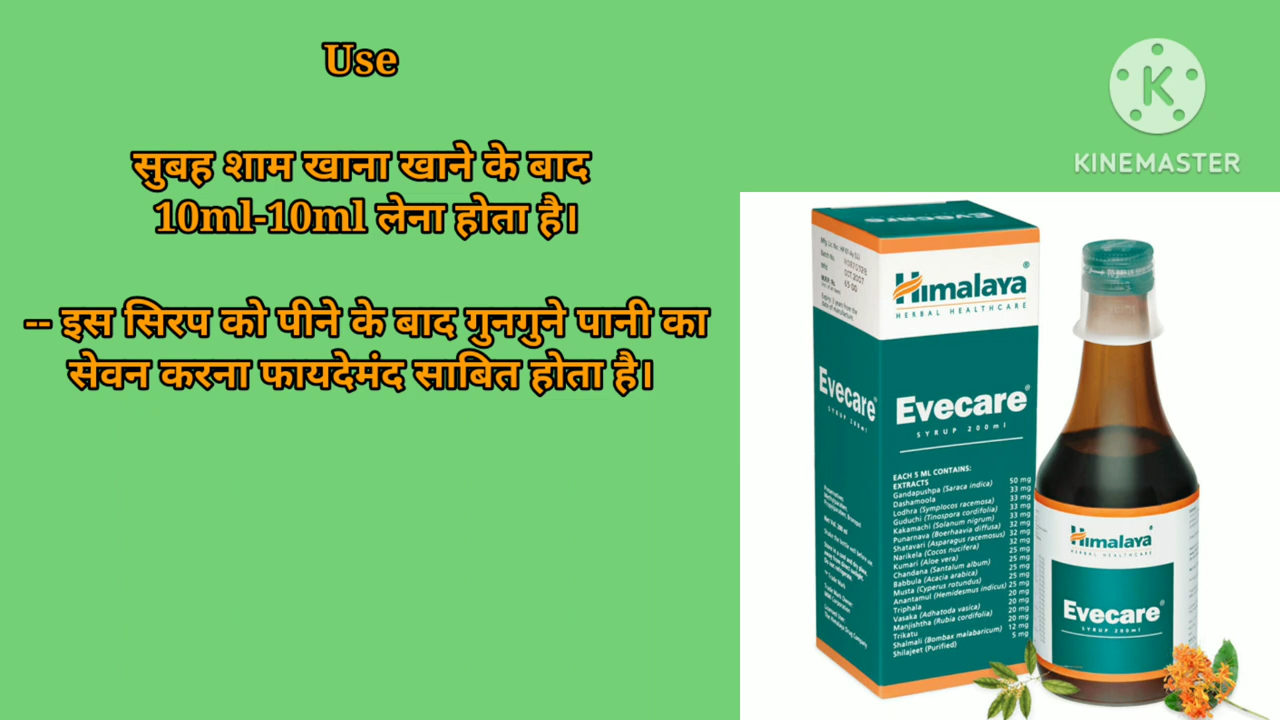 Use
सुबह शाम खाना खाने के बाद
10ml-10ml लेना होता है।
-- इस सिरप को पीने के बाद गुनगुने पानी का
सेवन करना फायदेमंद साबित होता है।
K
KINEMASTER
Evecare
Himalaya
HERBAL HEALTHCARE
Evecare
SYRUP 200ml
Evecare
SYRUP 200ml
EACH 5 ML CONTAINS:
EXTRACTS
Gandapushpa (Saraca indica) 50 mg
Dashamoola 33 mg
Lodhra (Symplocos racemosa) 33 mg
Guduchi (Tinospora cordifolia) 33 mg
Kakamachi (Solanum nigrum) 33 mg
Punarnava (Boerhaavia diffusa) 32 mg
Shatavari (Asparagus racemosus) 32 mg
Narikela (Cocos nucifera) 32 mg
Kumari (Aloe vera) 25 mg
Chandana (Santalum album) 25 mg
Babbula (Acacia arabica) 25 mg
Musta (Cyperus rotundus) 25 mg
Anantamul (Hemidesmus indicus) 25 mg
Triphala 20 mg
Vasaka (Adhatoda vasica) 20 mg
Manjishtha (Rubia cordifolia) 20 mg
Trikatu 20 mg
Shalmali (Bombax malabaricum) 12 mg
Shilajeet (Purified) 5 mg
Himalaya
HERBAL HEALTHCARE
Evecare
SYRUP 200ml